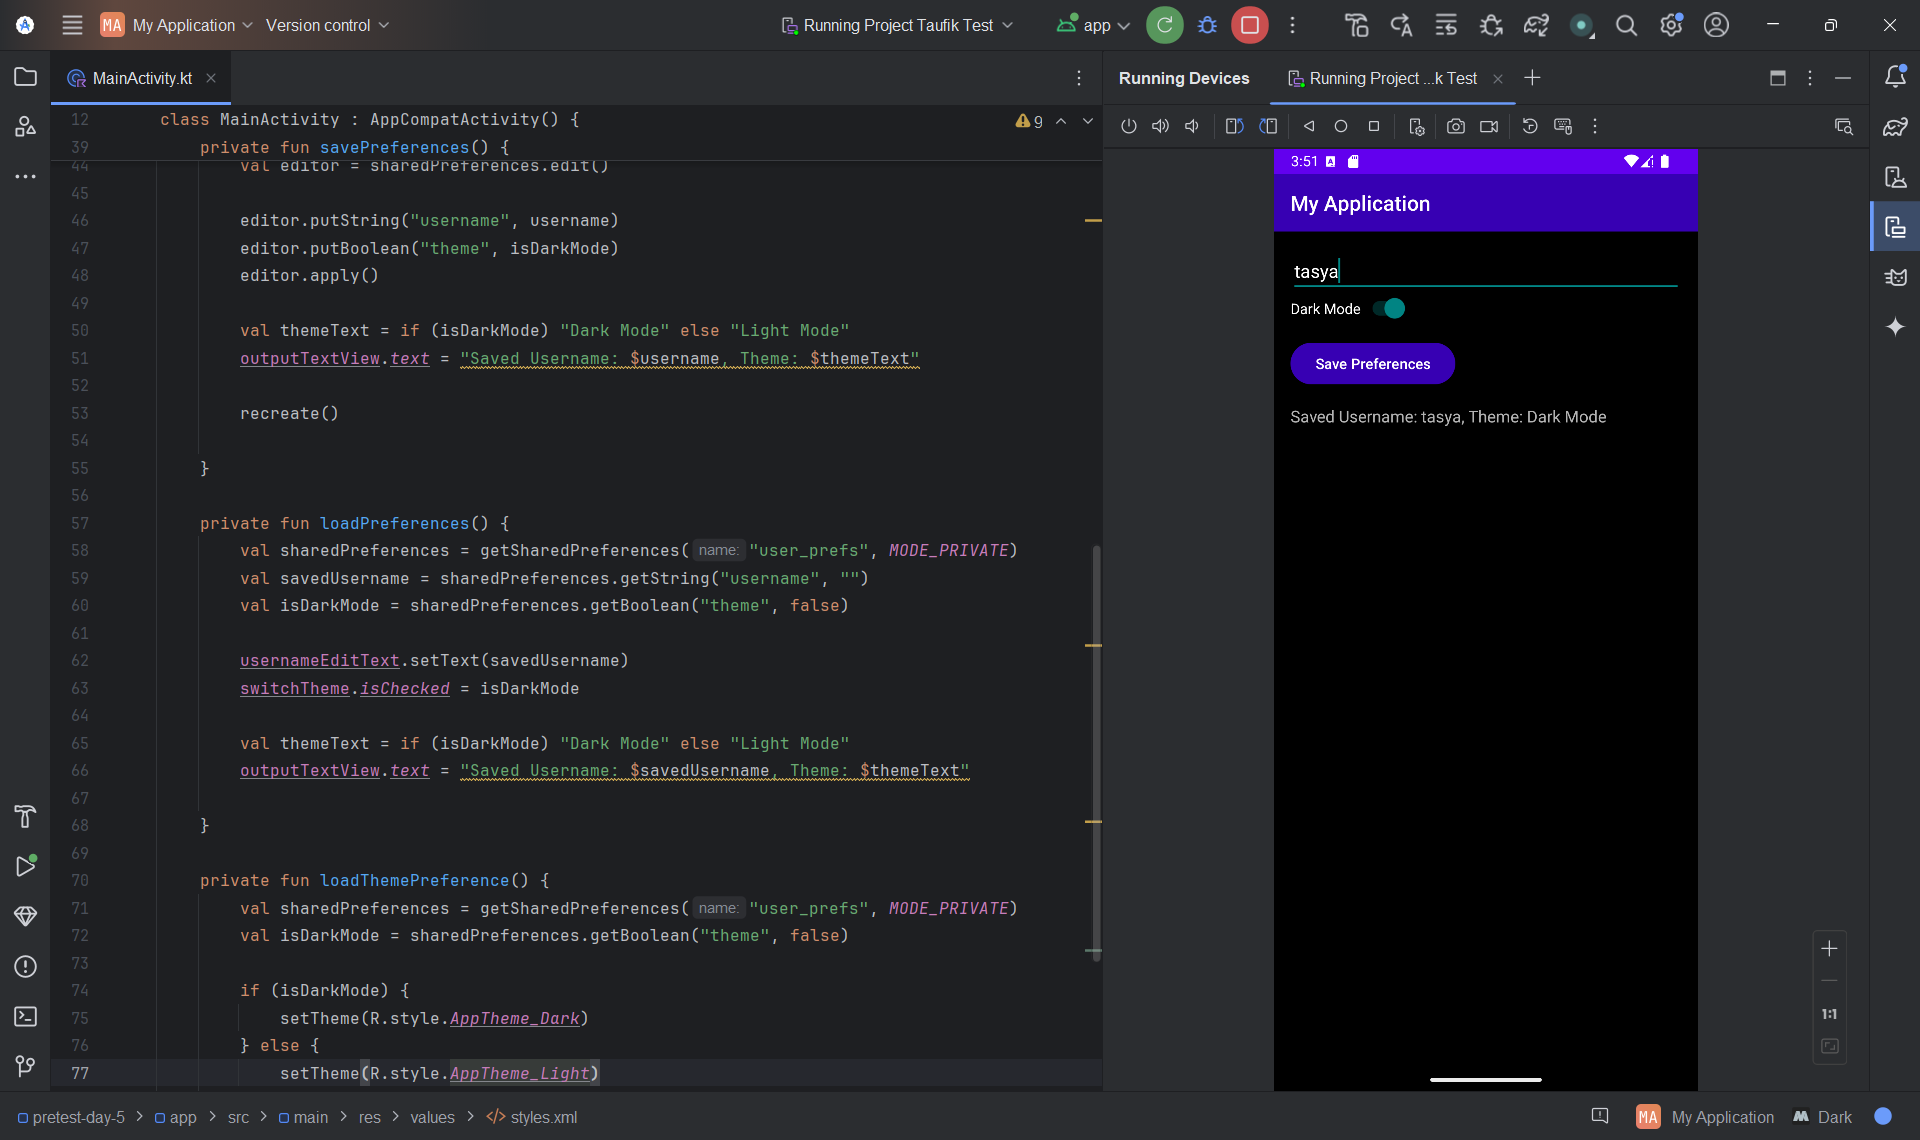 MA My Application Version control Running Project Taufik Test app
MainActivity.kt
Running Devices Running Project ...k Test
12 class MainActivity : AppCompatActivity() {
9
39 private fun savePreferences() {
44 val editor = sharedPreferences.edit()
45
46 editor.putString("username", username)
47 editor.putBoolean("theme", isDarkMode)
48 editor.apply()
49
50 val themeText = if (isDarkMode) "Dark Mode" else "Light Mode"
51 outputTextView.text = "Saved Username: $username, Theme: $themeText"
52
53 recreate()
54
55 }
56
57 private fun loadPreferences() {
58 val sharedPreferences = getSharedPreferences( name: "user_prefs", MODE_PRIVATE)
59 val savedUsername = sharedPreferences.getString("username", "")
60 val isDarkMode = sharedPreferences.getBoolean("theme", false)
61
62 usernameEditText.setText(savedUsername)
63 switchTheme.isChecked = isDarkMode
64
65 val themeText = if (isDarkMode) "Dark Mode" else "Light Mode"
66 outputTextView.text = "Saved Username: $savedUsername, Theme: $themeText"
67
68 }
69
70 private fun loadThemePreference() {
71 val sharedPreferences = getSharedPreferences( name: "user_prefs", MODE_PRIVATE)
72 val isDarkMode = sharedPreferences.getBoolean("theme", false)
73
74 if (isDarkMode) {
75 setTheme(R.style.AppTheme_Dark)
76 } else {
77 setTheme(R.style.AppTheme_Light)
3:51
My Application
tasya
Dark Mode
Save Preferences
Saved Username: tasya, Theme: Dark Mode
1:1
pretest-day-5 > app > src > main > res > values > </> styles.xml
MA My Application Dark